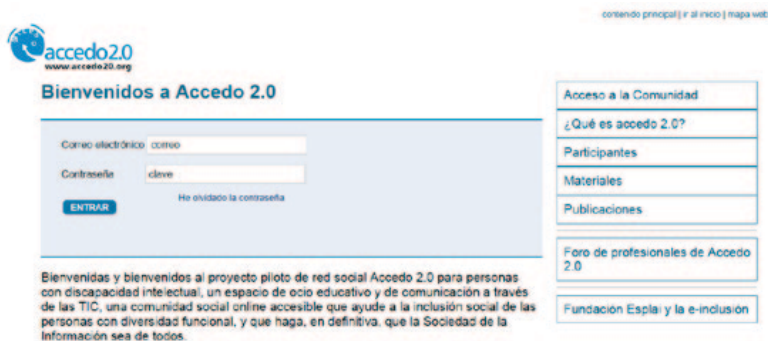 contenido principal | ir al inicio | mapa web
accedo2.0
www.accedo20.org
Bienvenidos a Accedo 2.0
Correo electrónico correo
Contraseña clave
ENTRAR
He olvidado la contraseña
Bienvenidas y bienvenidos al proyecto piloto de red social Accedo 2.0 para personas
con discapacidad intelectual, un espacio de ocio educativo y de comunicación a través
de las TIC, una comunidad social online accesible que ayude a la inclusión social de las
personas con diversidad funcional, y que haga, en definitiva, que la Sociedad de la
Información sea de todos.
Acceso a la Comunidad
¿Qué es accedo 2.0?
Participantes
Materiales
Publicaciones
Foro de profesionales de Accedo
2.0
Fundación Esplai y la e-inclusión